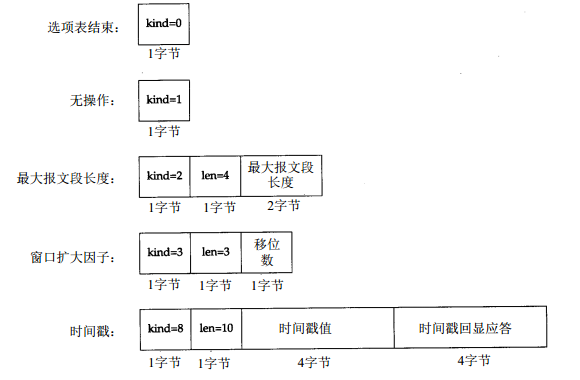 选项表结束：
kind=0
1字节
无操作：
kind=1
1字节
最大报文段长度：
kind=2 len=4 最大报文段
长度
1字节 1字节 2字节
窗口扩大因子：
kind=3 len=3 移位
数
1字节 1字节 1字节
时间戳：
kind=8 len=10 时间戳值 时间戳回显应答
1字节 1字节 4字节 4字节